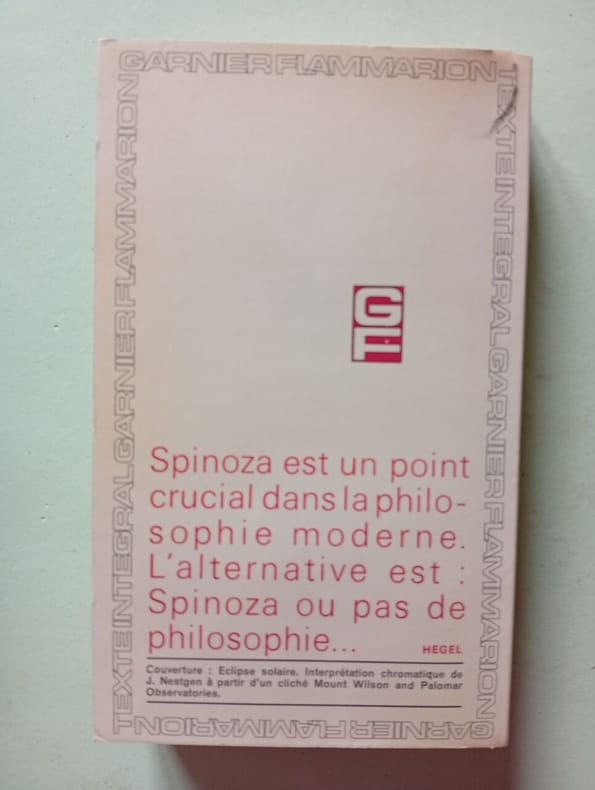 GARNIER FLAMMARION
TEXTE INTEGRAL GARNIER FLAMMARION
TEXTE INTEGRAL GARNIER FLAMMARION
GF
Spinoza est un point
crucial dans la philo-
sophie moderne.
L'alternative est :
Spinoza ou pas de
philosophie...
HEGEL
Couverture : Eclipse solaire. Interprétation chromatique de
J. Nestgen à partir d'un cliché Mount Wilson and Palomar
Observatories.
GARNIER FLAMMARION